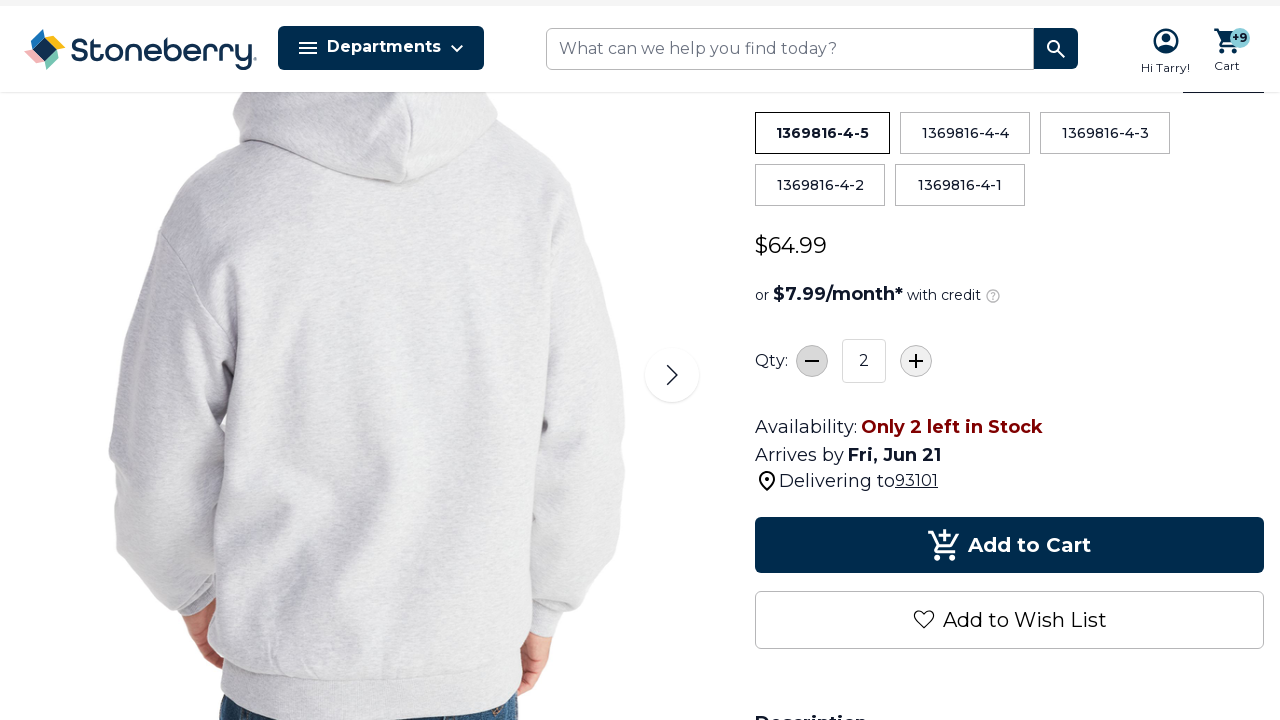 Stoneberry
Departments
What can we help you find today?
Hi Tarry!
+9
Cart
1369816-4-5
1369816-4-4
1369816-4-3
1369816-4-2
1369816-4-1
$64.99
or $7.99/month* with credit
Qty: 2
Availability: Only 2 left in Stock
Arrives by Fri, Jun 21
Delivering to 93101
Add to Cart
Add to Wish List
Description